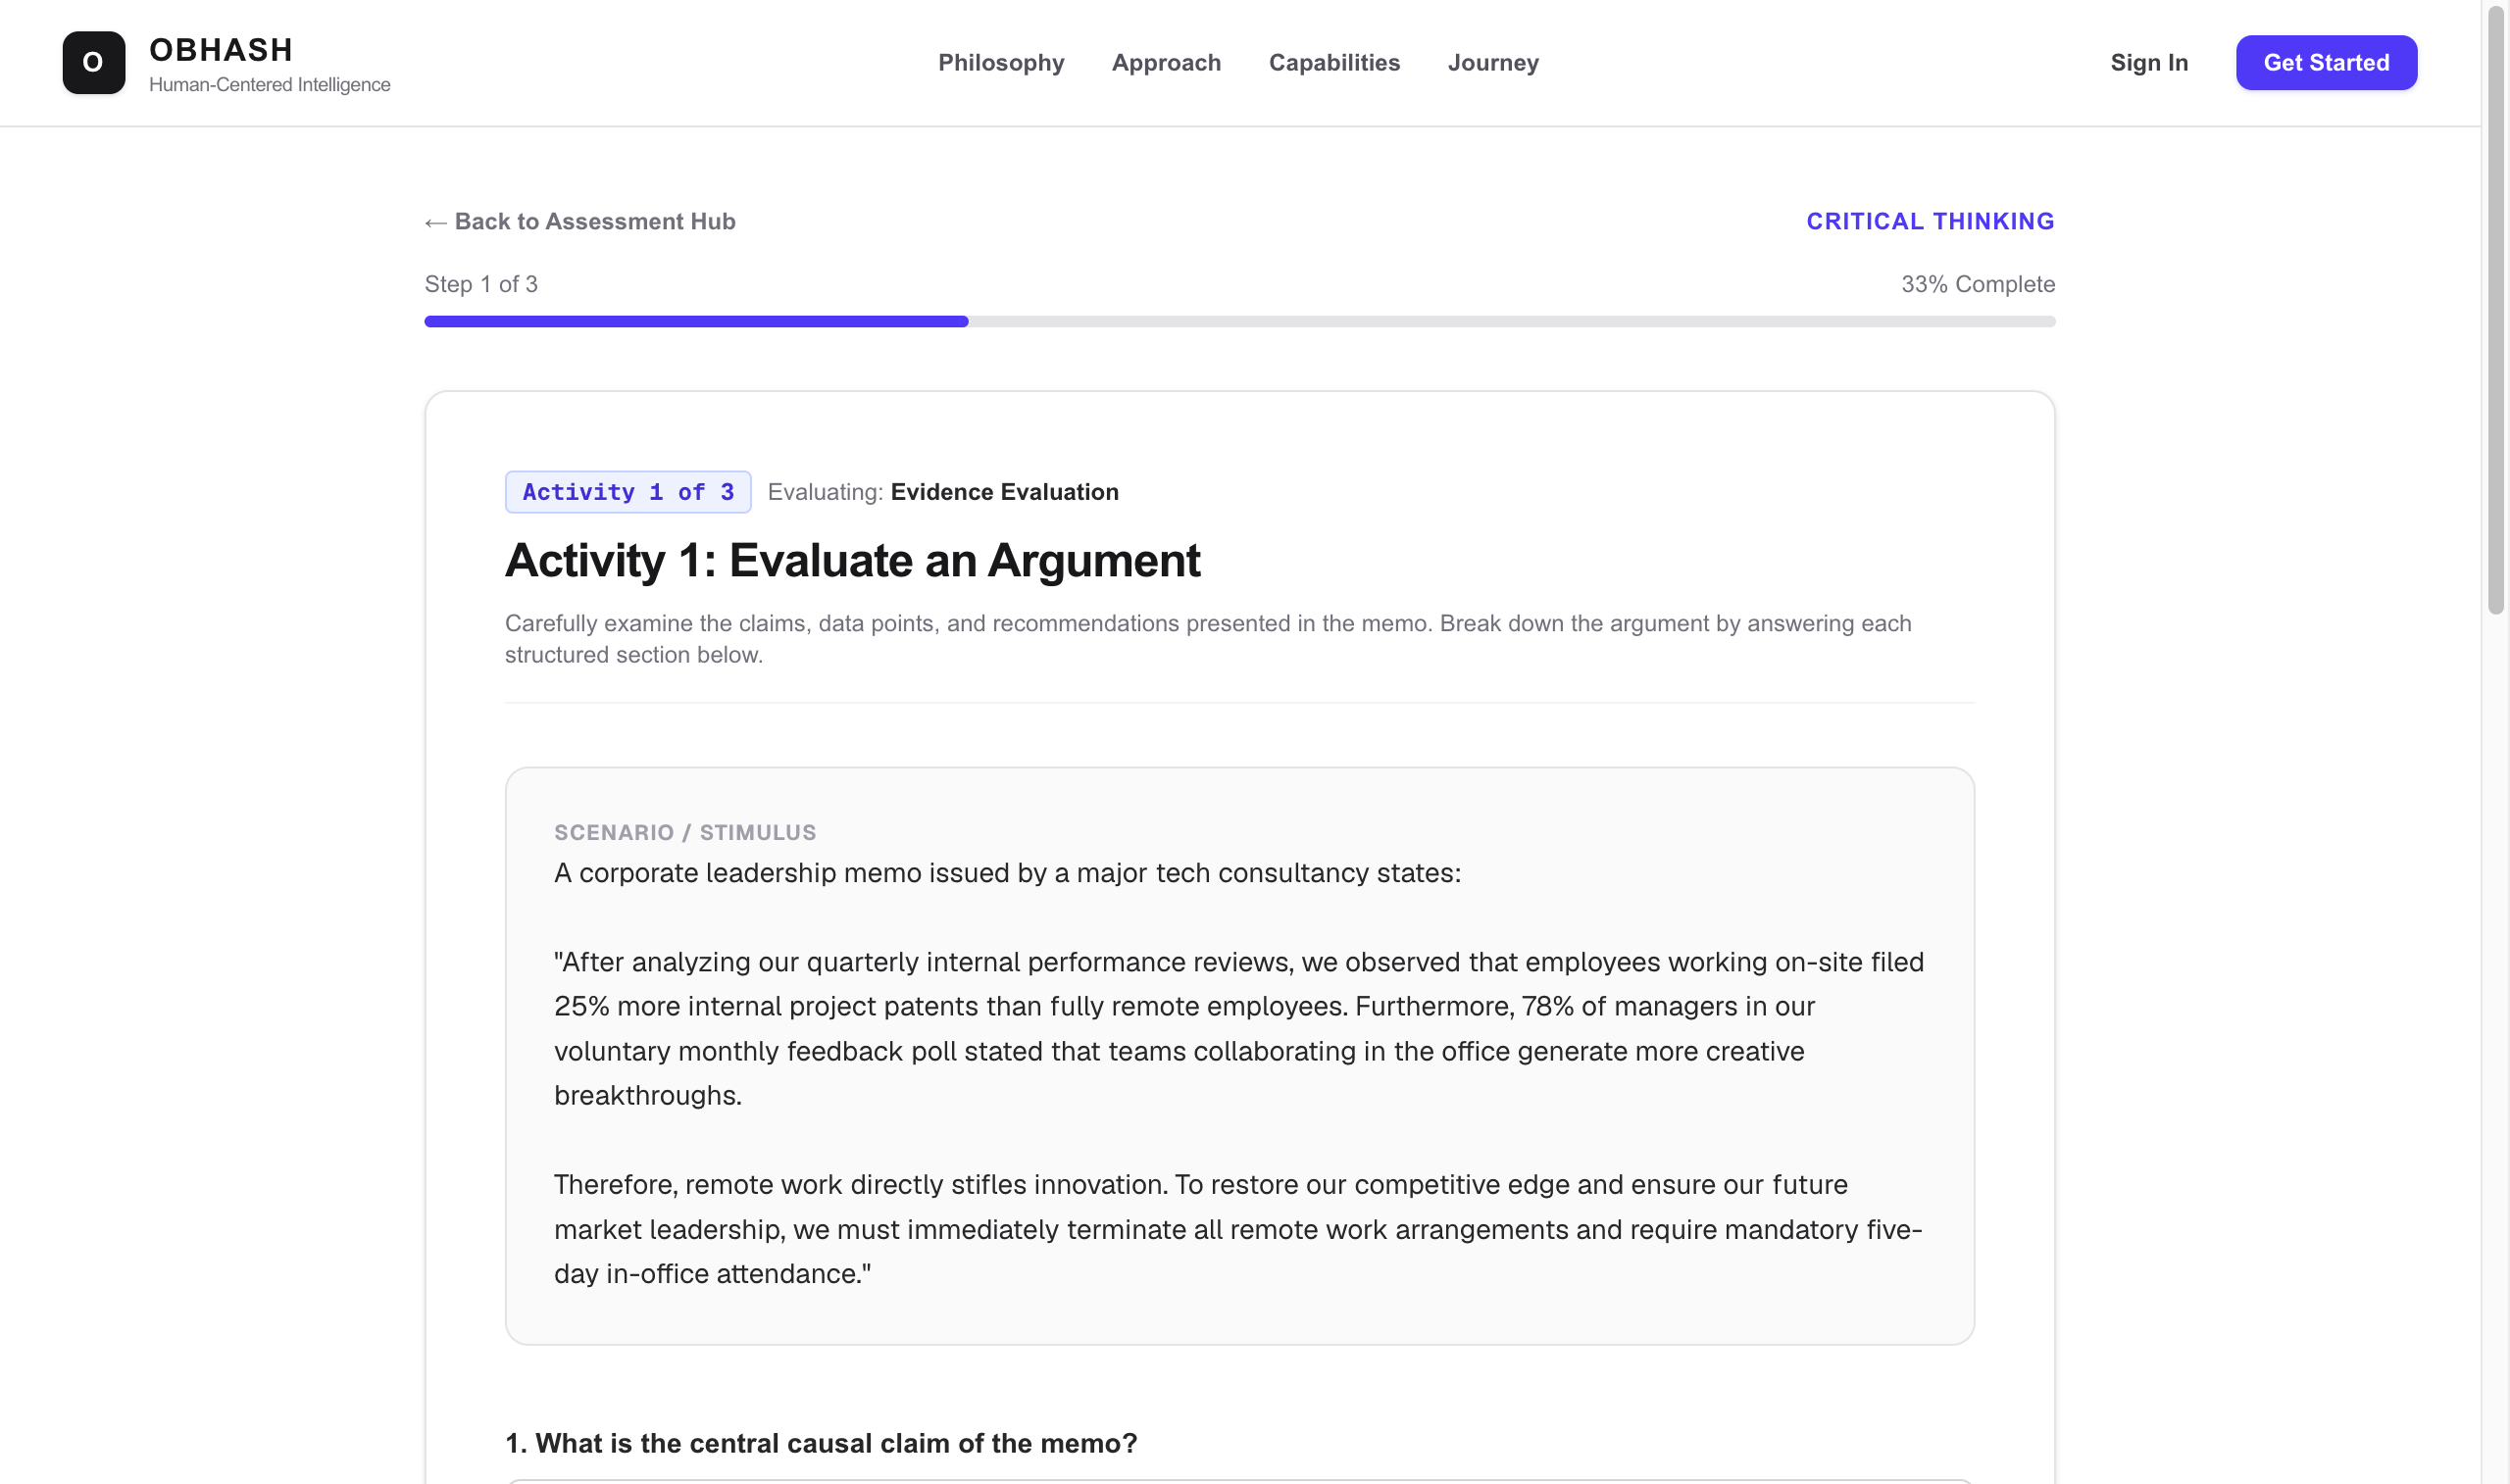 O
OBHASH
Human-Centered Intelligence
Philosophy
Approach
Capabilities
Journey
Sign In
Get Started
← Back to Assessment Hub
CRITICAL THINKING
Step 1 of 3
33% Complete
Activity 1 of 3
Evaluating: Evidence Evaluation
Activity 1: Evaluate an Argument
Carefully examine the claims, data points, and recommendations presented in the memo. Break down the argument by answering each
structured section below.
SCENARIO / STIMULUS
A corporate leadership memo issued by a major tech consultancy states:
"After analyzing our quarterly internal performance reviews, we observed that employees working on-site filed
25% more internal project patents than fully remote employees. Furthermore, 78% of managers in our
voluntary monthly feedback poll stated that teams collaborating in the office generate more creative
breakthroughs.
Therefore, remote work directly stifles innovation. To restore our competitive edge and ensure our future
market leadership, we must immediately terminate all remote work arrangements and require mandatory five-
day in-office attendance."
1. What is the central causal claim of the memo?